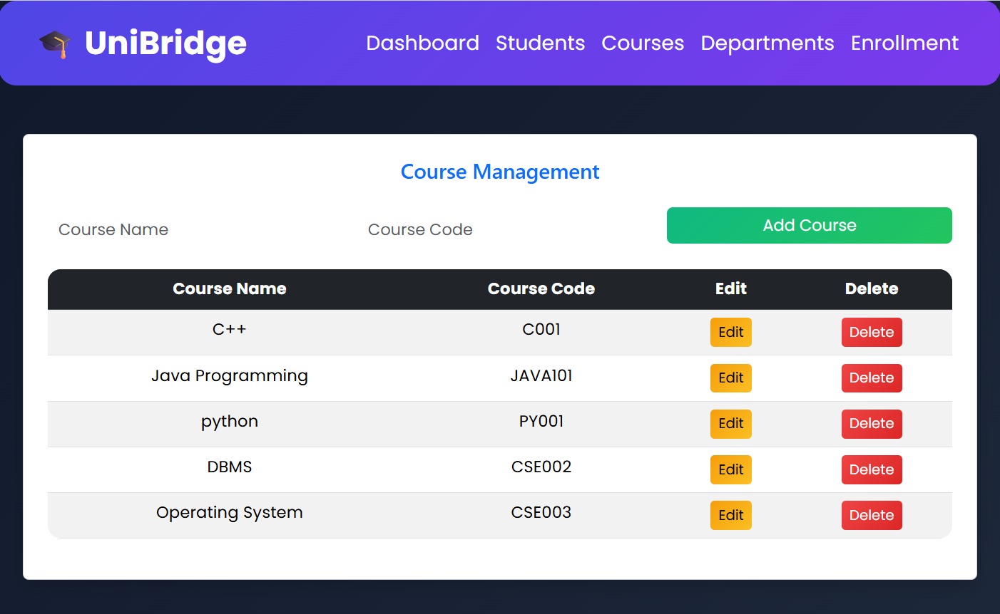 UniBridge Dashboard Students Courses Departments Enrollment
Course Management
Course Name Course Code Add Course
Course Name Course Code Edit Delete
C++ C001 Edit Delete
Java Programming JAVA101 Edit Delete
python PY001 Edit Delete
DBMS CSE002 Edit Delete
Operating System CSE003 Edit Delete